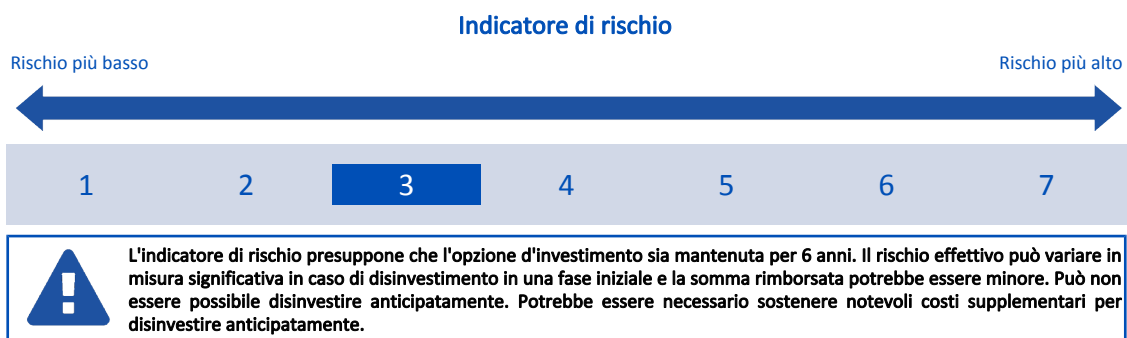 Indicatore di rischio
Rischio più basso
Rischio più alto
1 2 3 4 5 6 7
L'indicatore di rischio presuppone che l'opzione d'investimento sia mantenuta per 6 anni. Il rischio effettivo può variare in
misura significativa in caso di disinvestimento in una fase iniziale e la somma rimborsata potrebbe essere minore. Può non
essere possibile disinvestire anticipatamente. Potrebbe essere necessario sostenere notevoli costi supplementari per
disinvestire anticipatamente.